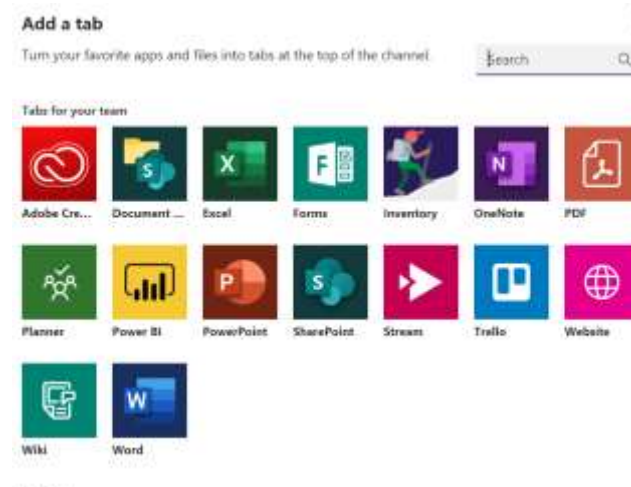 Add a tab
Turn your favorite apps and files into tabs at the top of the channel.
Search
Tabs for your team
Adobe Cre...
Document ...
Excel
Forms
Inventory
OneNote
PDF
Planner
Power BI
PowerPoint
SharePoint
Stream
Trello
Website
Wiki
Word